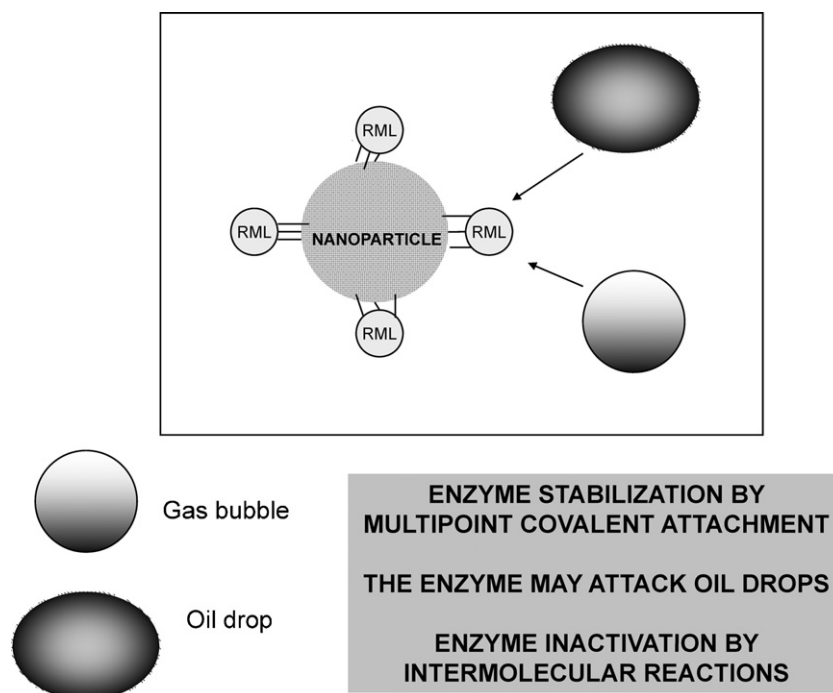 RML
RML
NANOPARTICLE
RML
RML
Gas bubble
Oil drop
ENZYME STABILIZATION BY
MULTIPOINT COVALENT ATTACHMENT
THE ENZYME MAY ATTACK OIL DROPS
ENZYME INACTIVATION BY
INTERMOLECULAR REACTIONS